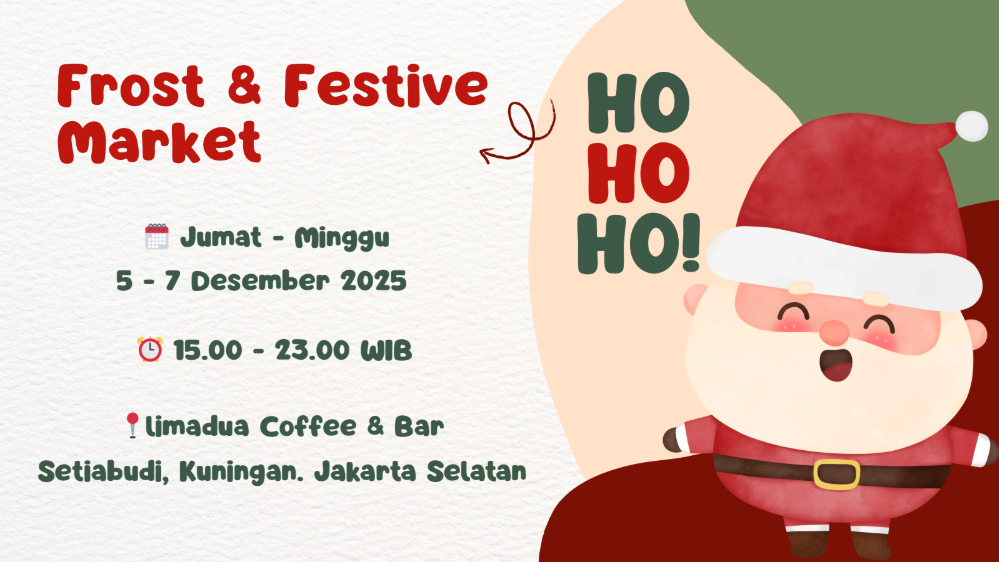 Frost & Festive
Market
HO
HO
HO!
Jumat - Minggu
5 - 7 Desember 2025
15.00 - 23.00 WIB
limadua Coffee & Bar
Setiabudi, Kuningan. Jakarta Selatan